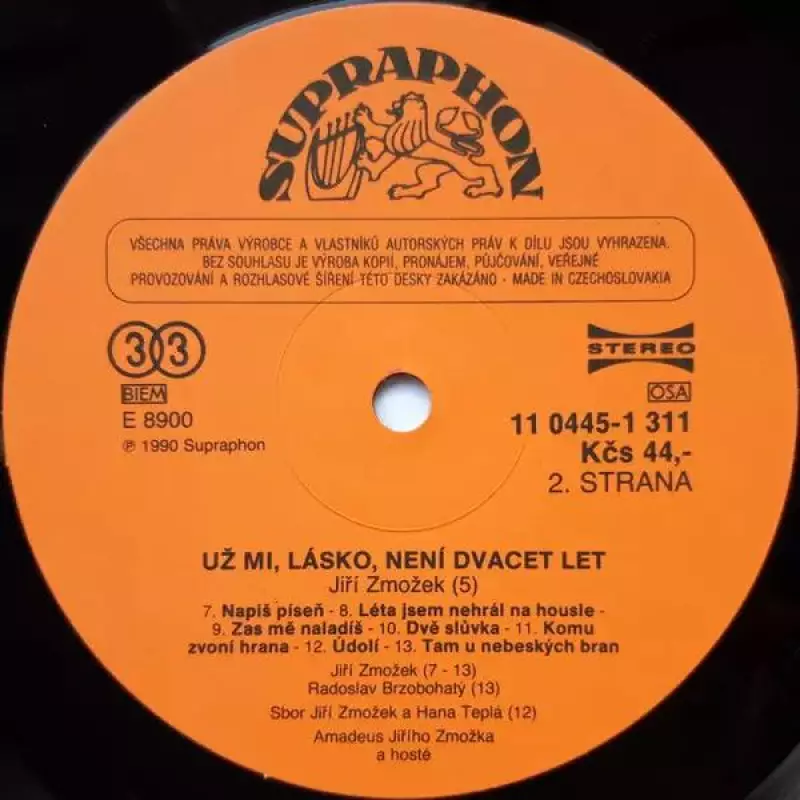 SUPRAPHON
VŠECHNA PRÁVA VÝROBCE A VLASTNÍKŮ AUTORSKÝCH PRÁV K DÍLU JSOU VYHRAZENA.
BEZ SOUHLASU JE VÝROBA KOPIÍ, PRONÁJEM, PŮJČOVÁNÍ, VEŘEJNÉ
PROVOZOVÁNÍ A ROZHLASOVÉ ŠÍŘENÍ TÉTO DESKY ZAKÁZÁNO - MADE IN CZECHOSLOVAKIA
33
STEREO
BIEM
OSA
E 8900
11 0445-1 311
℗ 1990 Supraphon
Kčs 44,-
2. STRANA
UŽ MI, LÁSKO, NENÍ DVACET LET
Jiří Zmožek (5)
7. Napiš píseň - 8. Léta jsem nehrál na housle -
9. Zas mě naladíš - 10. Dvě slůvka - 11. Komu
zvoní hrana - 12. Údolí - 13. Tam u nebeských bran
Jiří Zmožek (7 - 13)
Radoslav Brzobohatý (13)
Sbor Jiří Zmožek a Hana Teplá (12)
Amadeus Jiřího Zmožka
a hosté